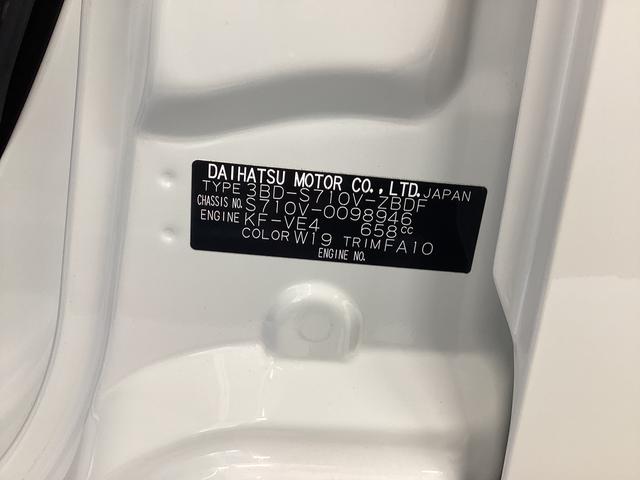 DAIHATSU MOTOR CO., LTD. JAPAN
TYPE 3BD-S710V-ZBDF
CHASSIS NO. S710V-0098946
ENGINE KF-VE4 658cc
COLOR W19 TRIM FA10
ENGINE NO.